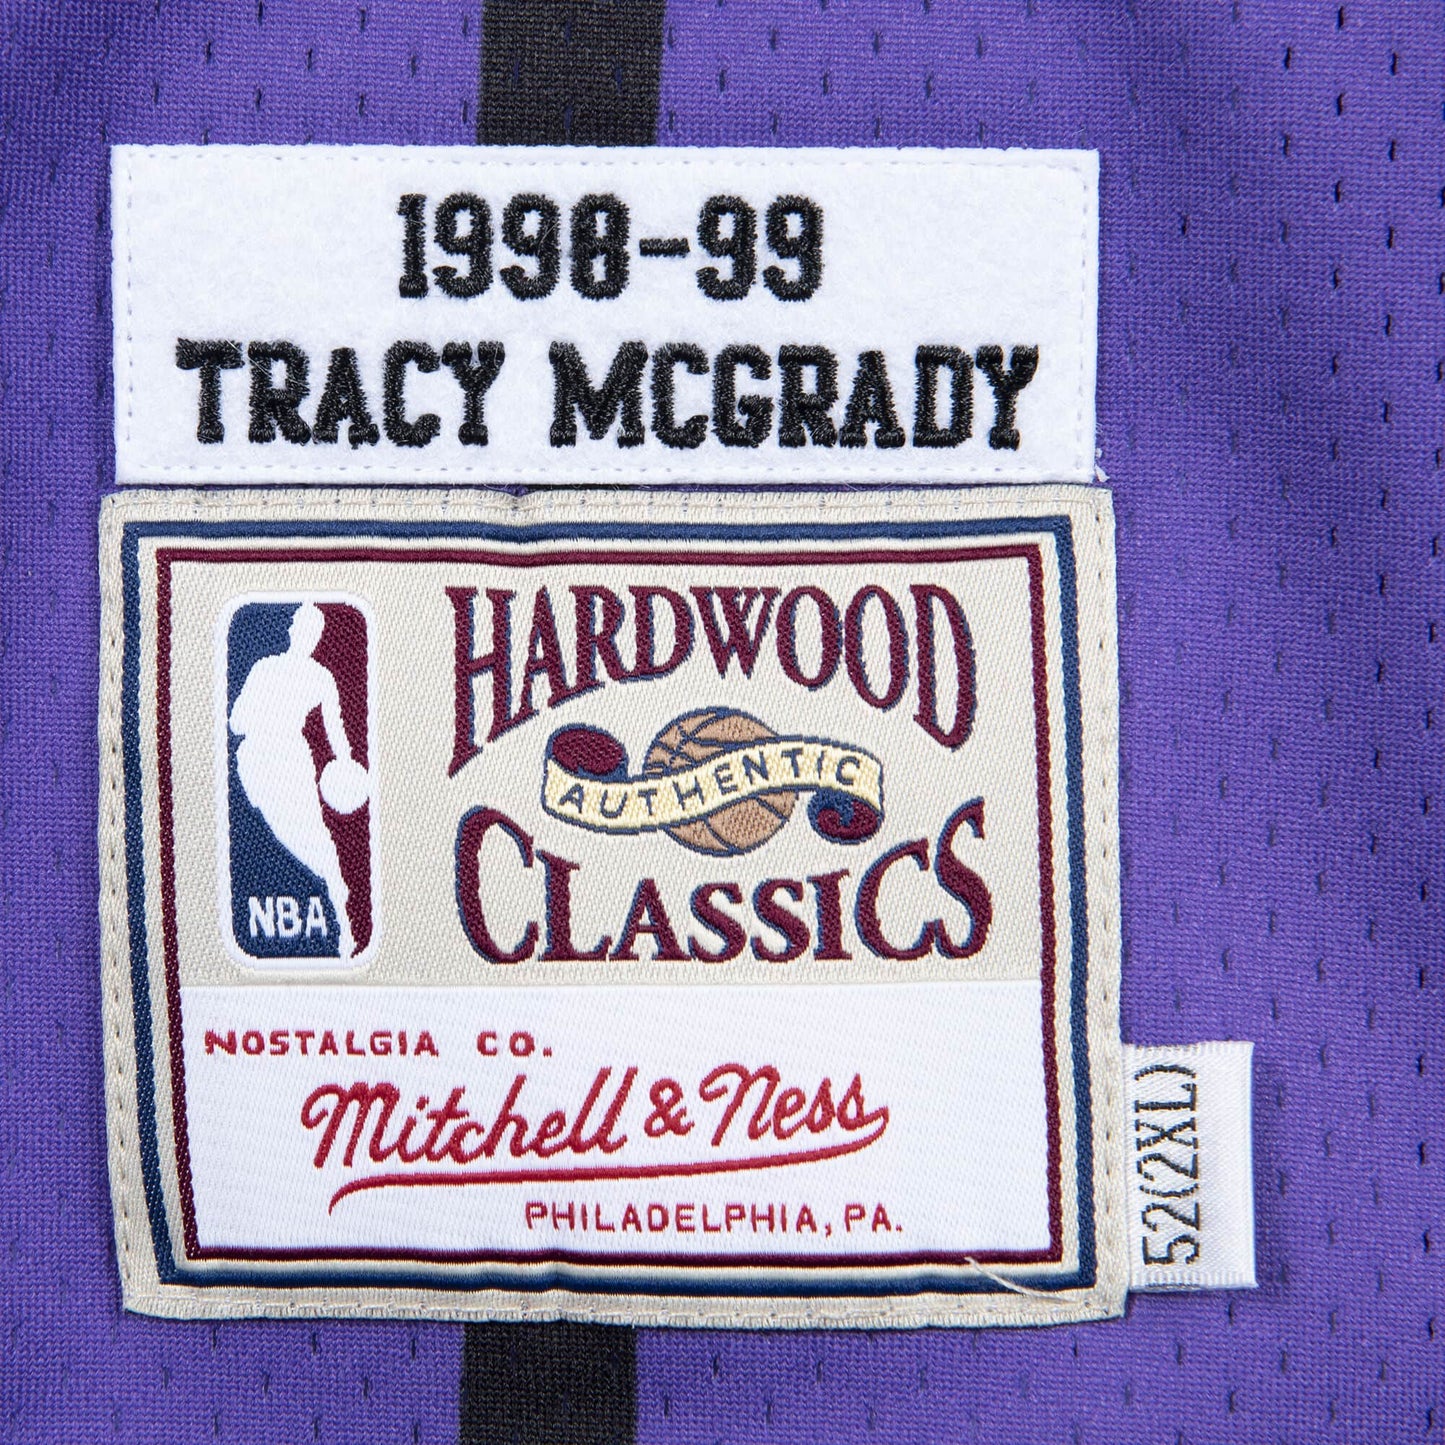 1998-99
TRACY MCGRADY
HARDWOOD
AUTHENTIC
CLASSICS
NBA
NOSTALGIA CO.
Mitchell & Ness
PHILADELPHIA, PA.
52(2XL)